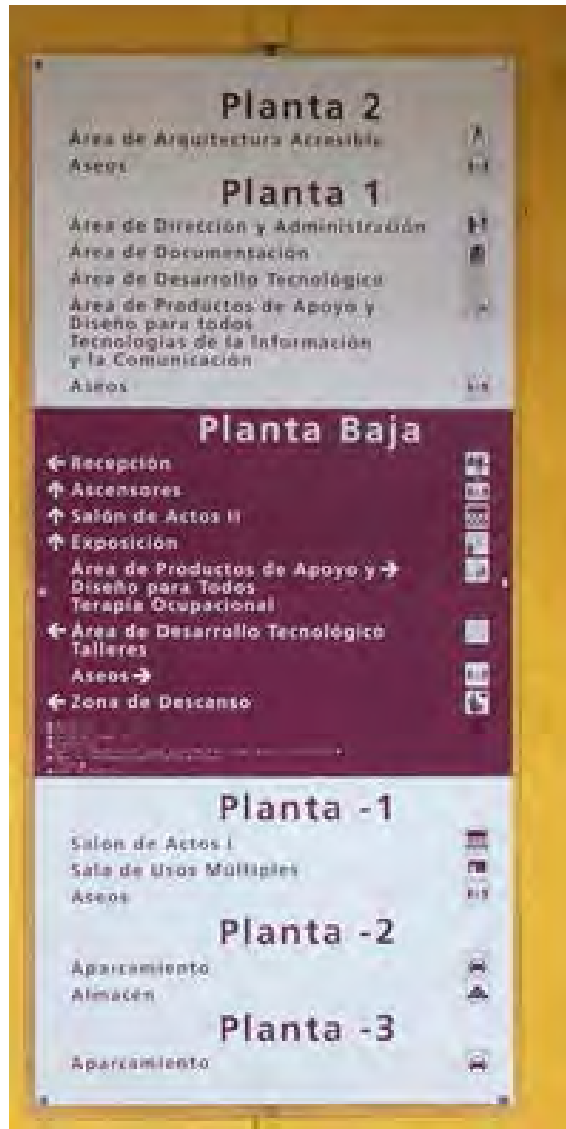 Planta 2
Área de Arquitectura Accesible
Aseos
Planta 1
Área de Dirección y Administración
Área de Documentación
Área de Desarrollo Tecnológico
Área de Productos de Apoyo y
Diseño para todos
Tecnologías de la Información
y la Comunicación
Aseos
Planta Baja
← Recepción
↑ Ascensores
↑ Salón de Actos II
↑ Exposición
Área de Productos de Apoyo y →
Diseño para Todos
Terapia Ocupacional
← Área de Desarrollo Tecnológico
Talleres
Aseos →
← Zona de Descanso
Planta -1
Salón de Actos I
Sala de Usos Múltiples
Aseos
Planta -2
Aparcamiento
Almacén
Planta -3
Aparcamiento